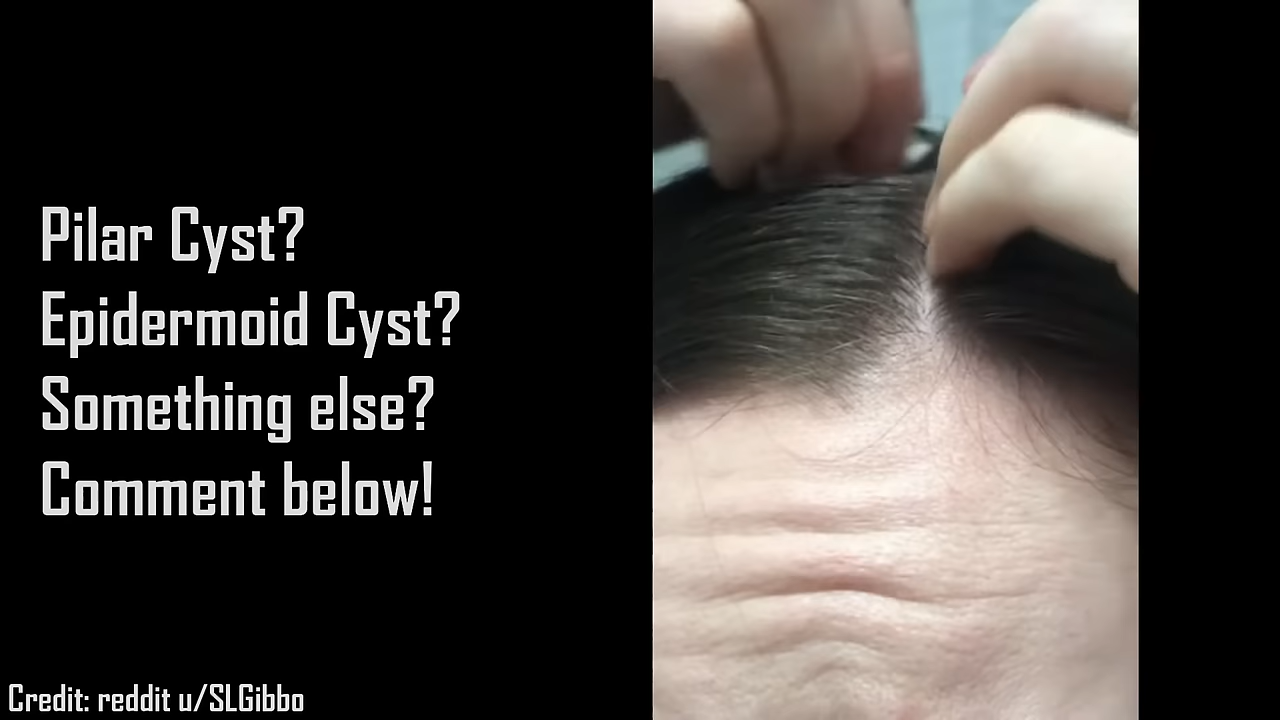 Pilar Cyst?
Epidermoid Cyst?
Something else?
Comment below!
Credit: reddit u/SLGibbo